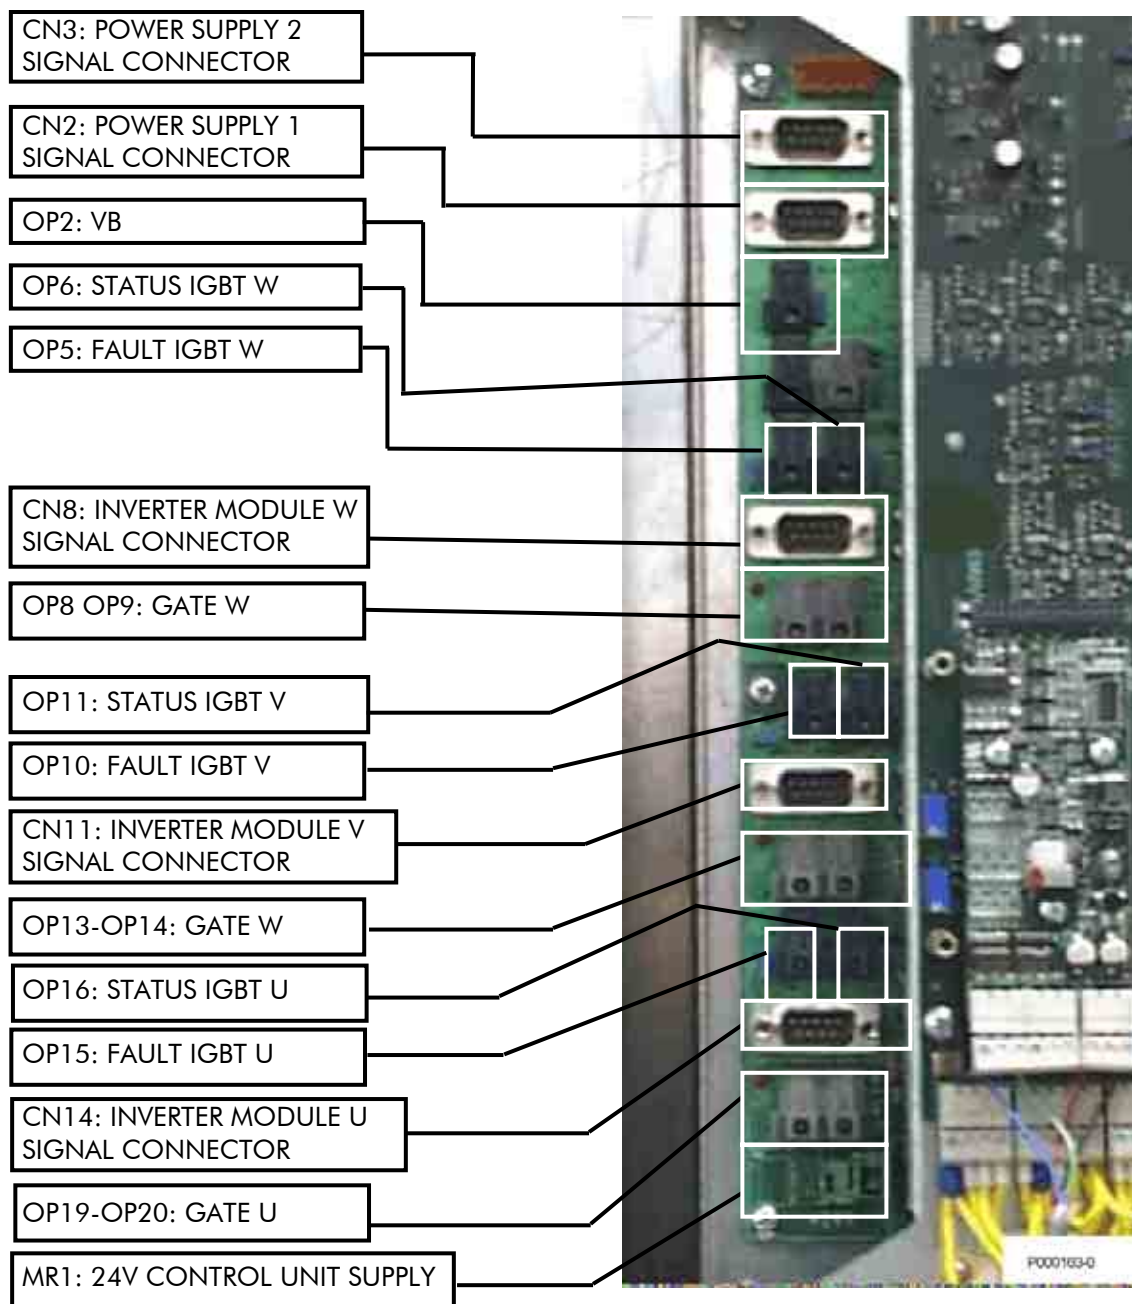 CN3: POWER SUPPLY 2
SIGNAL CONNECTOR
CN2: POWER SUPPLY 1
SIGNAL CONNECTOR
OP2: VB
OP6: STATUS IGBT W
OP5: FAULT IGBT W
CN8: INVERTER MODULE W
SIGNAL CONNECTOR
OP8 OP9: GATE W
OP11: STATUS IGBT V
OP10: FAULT IGBT V
CN11: INVERTER MODULE V
SIGNAL CONNECTOR
OP13-OP14: GATE W
OP16: STATUS IGBT U
OP15: FAULT IGBT U
CN14: INVERTER MODULE U
SIGNAL CONNECTOR
OP19-OP20: GATE U
MR1: 24V CONTROL UNIT SUPPLY
P000163-0